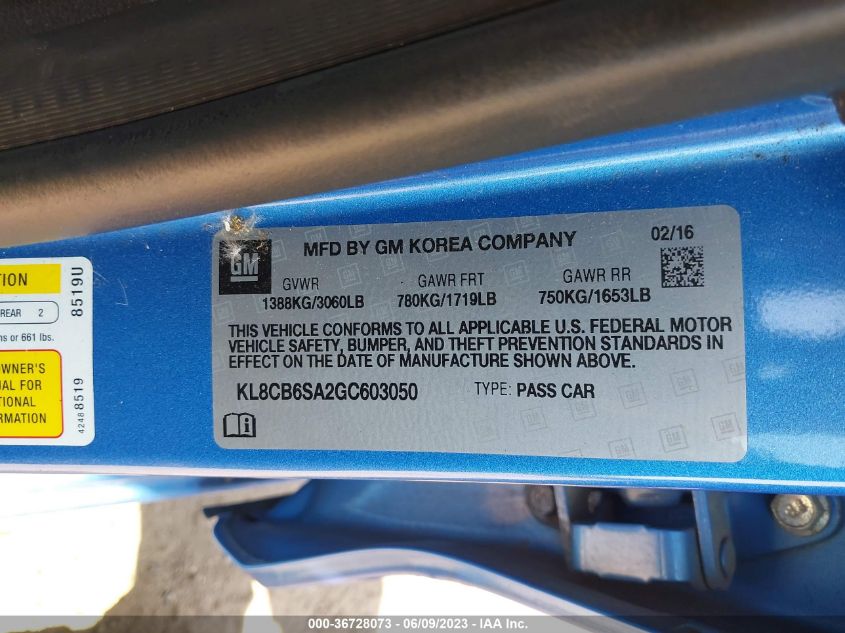 MFD BY GM KOREA COMPANY 02/16
GM
GVWR GAWR FRT GAWR RR
1388KG/3060LB 780KG/1719LB 750KG/1653LB
THIS VEHICLE CONFORMS TO ALL APPLICABLE U.S. FEDERAL MOTOR
VEHICLE SAFETY, BUMPER, AND THEFT PREVENTION STANDARDS IN
EFFECT ON THE DATE OF MANUFACTURE SHOWN ABOVE.
KL8CB6SA2GC603050 TYPE: PASS CAR
TION
REAR 2
ns or 661 lbs.
OWNER'S
UAL FOR
TIONAL
ORMATION
8519U
42488519
000-36728073 - 06/09/2023 - IAA Inc.